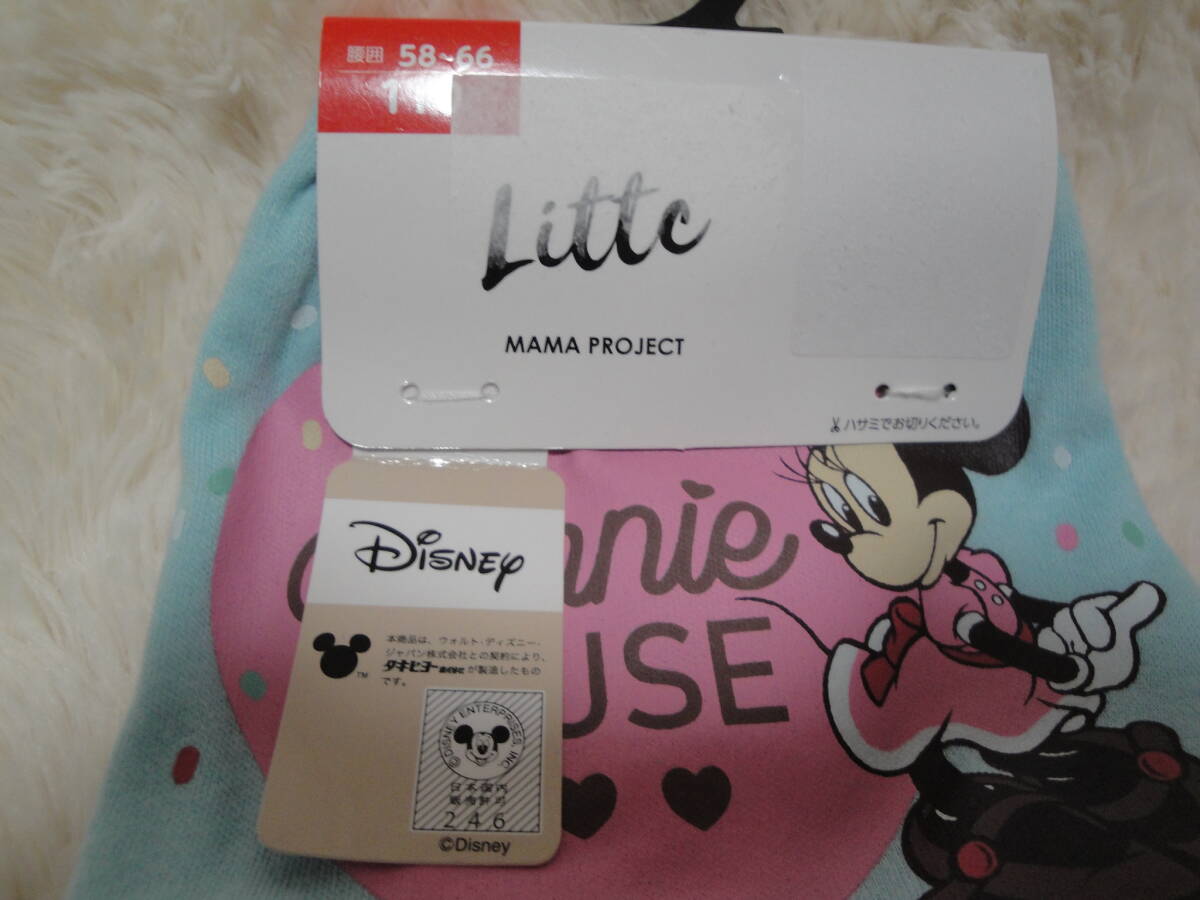 腰囲 58~66
Littc
MAMA PROJECT
ハサミでお切りください。
nnie
USE
Disney
本商品は、ウォルト・ディズニー・
ジャパン株式会社との契約により、
タキヒヨー株式会社が製造したもの
です。
TM
©DISNEY ENTERPRISES, INC.
日本国内
販売許可
246
©Disney